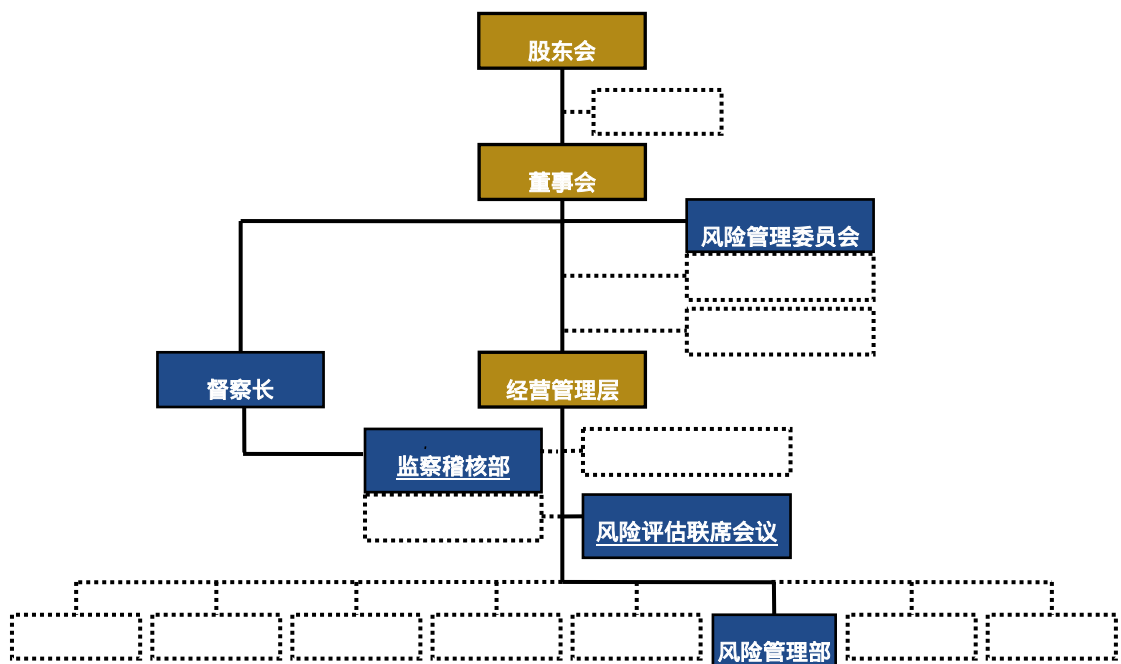 股东会
董事会
风险管理委员会
督察长
经营管理层
监察稽核部
风险评估联席会议
风险管理部